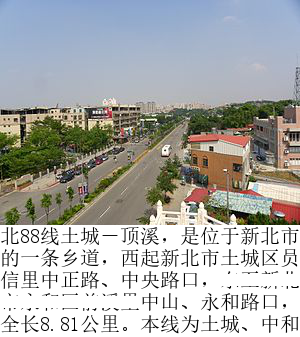 北88线土城－顶溪，是位于新北市
的一条乡道，西起新北市土城区员
信里中正路、中央路口，
中山、永和路口，
全长8.81公里。本线为土城、中和